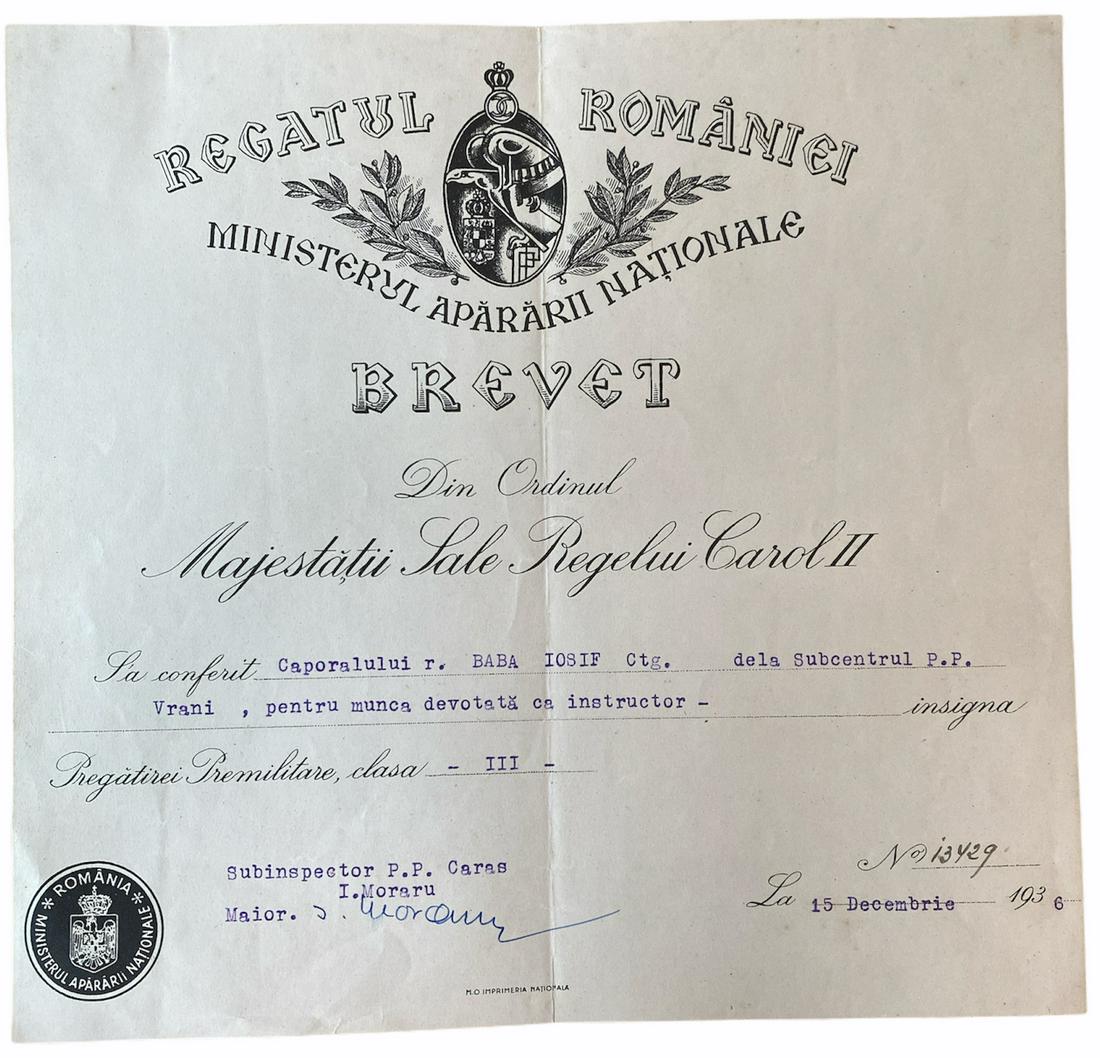 REGATUL ROMÂNIEI
MINISTERUL APĂRĂRII NAȚIONALE
BREVET
Din Ordinul
Majestății Sale Regelui Carol II
S'a conferit Caporalului r. BABA IOSIF Ctg. dela Subcentrul P.P.
Vrani , pentru munca devotată ca instructor - insigna
Pregătirei Premilitare, clasa - III -
No 13429
Subinspector P.P. Caras
I.Moraru
Maior. I. Moraru
La 15 Decembrie 1936
ROMÂNIA
MINISTERUL APĂRĂRII NAȚIONALE
M.O. IMPRIMERIA NAȚIONALA